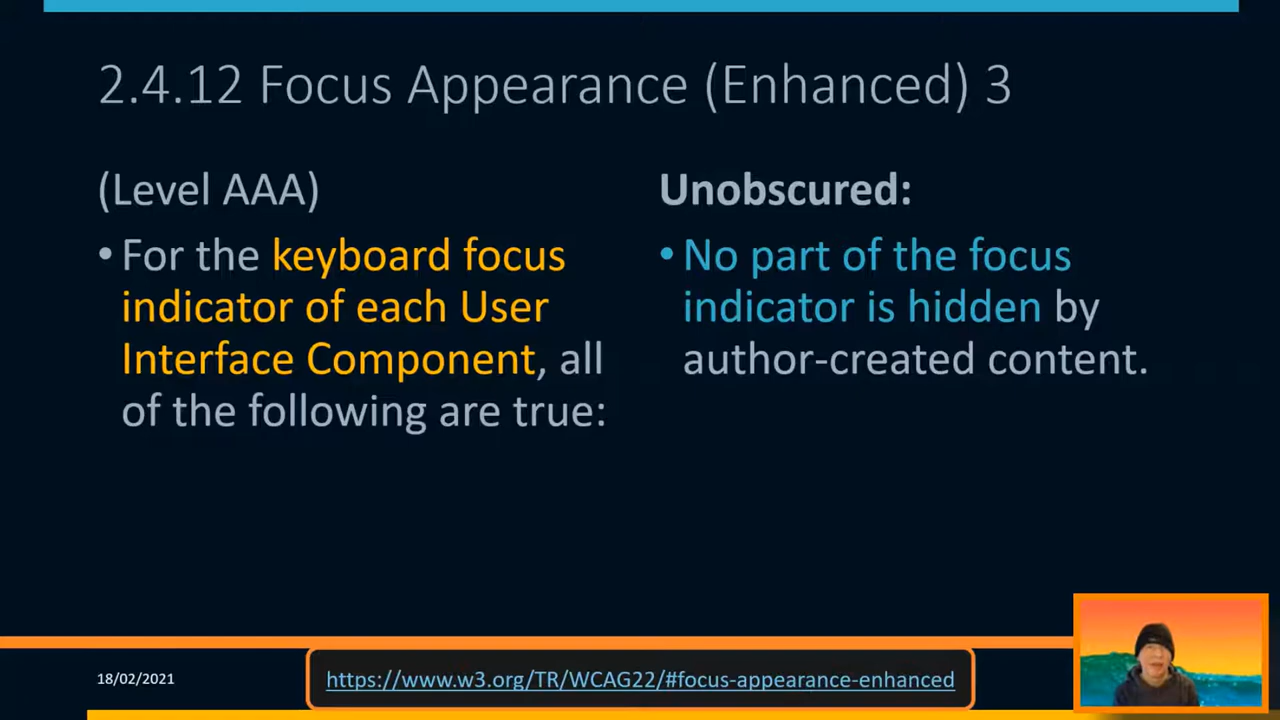 2.4.12 Focus Appearance (Enhanced) 3
(Level AAA)
• For the keyboard focus
indicator of each User
Interface Component, all
of the following are true:
Unobscured:
• No part of the focus
indicator is hidden by
author-created content.
18/02/2021
https://www.w3.org/TR/WCAG22/#focus-appearance-enhanced